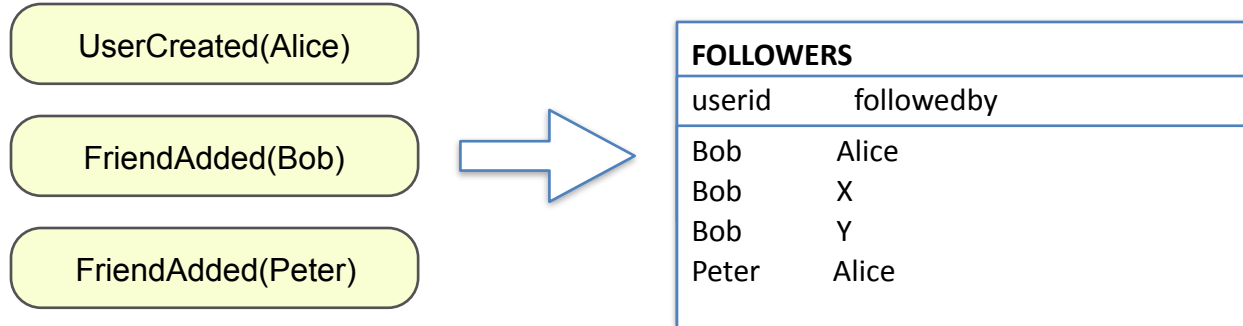 UserCreated(Alice)
FriendAdded(Bob)
FriendAdded(Peter)
FOLLOWERS
userid followedby
Bob Alice
Bob X
Bob Y
Peter Alice